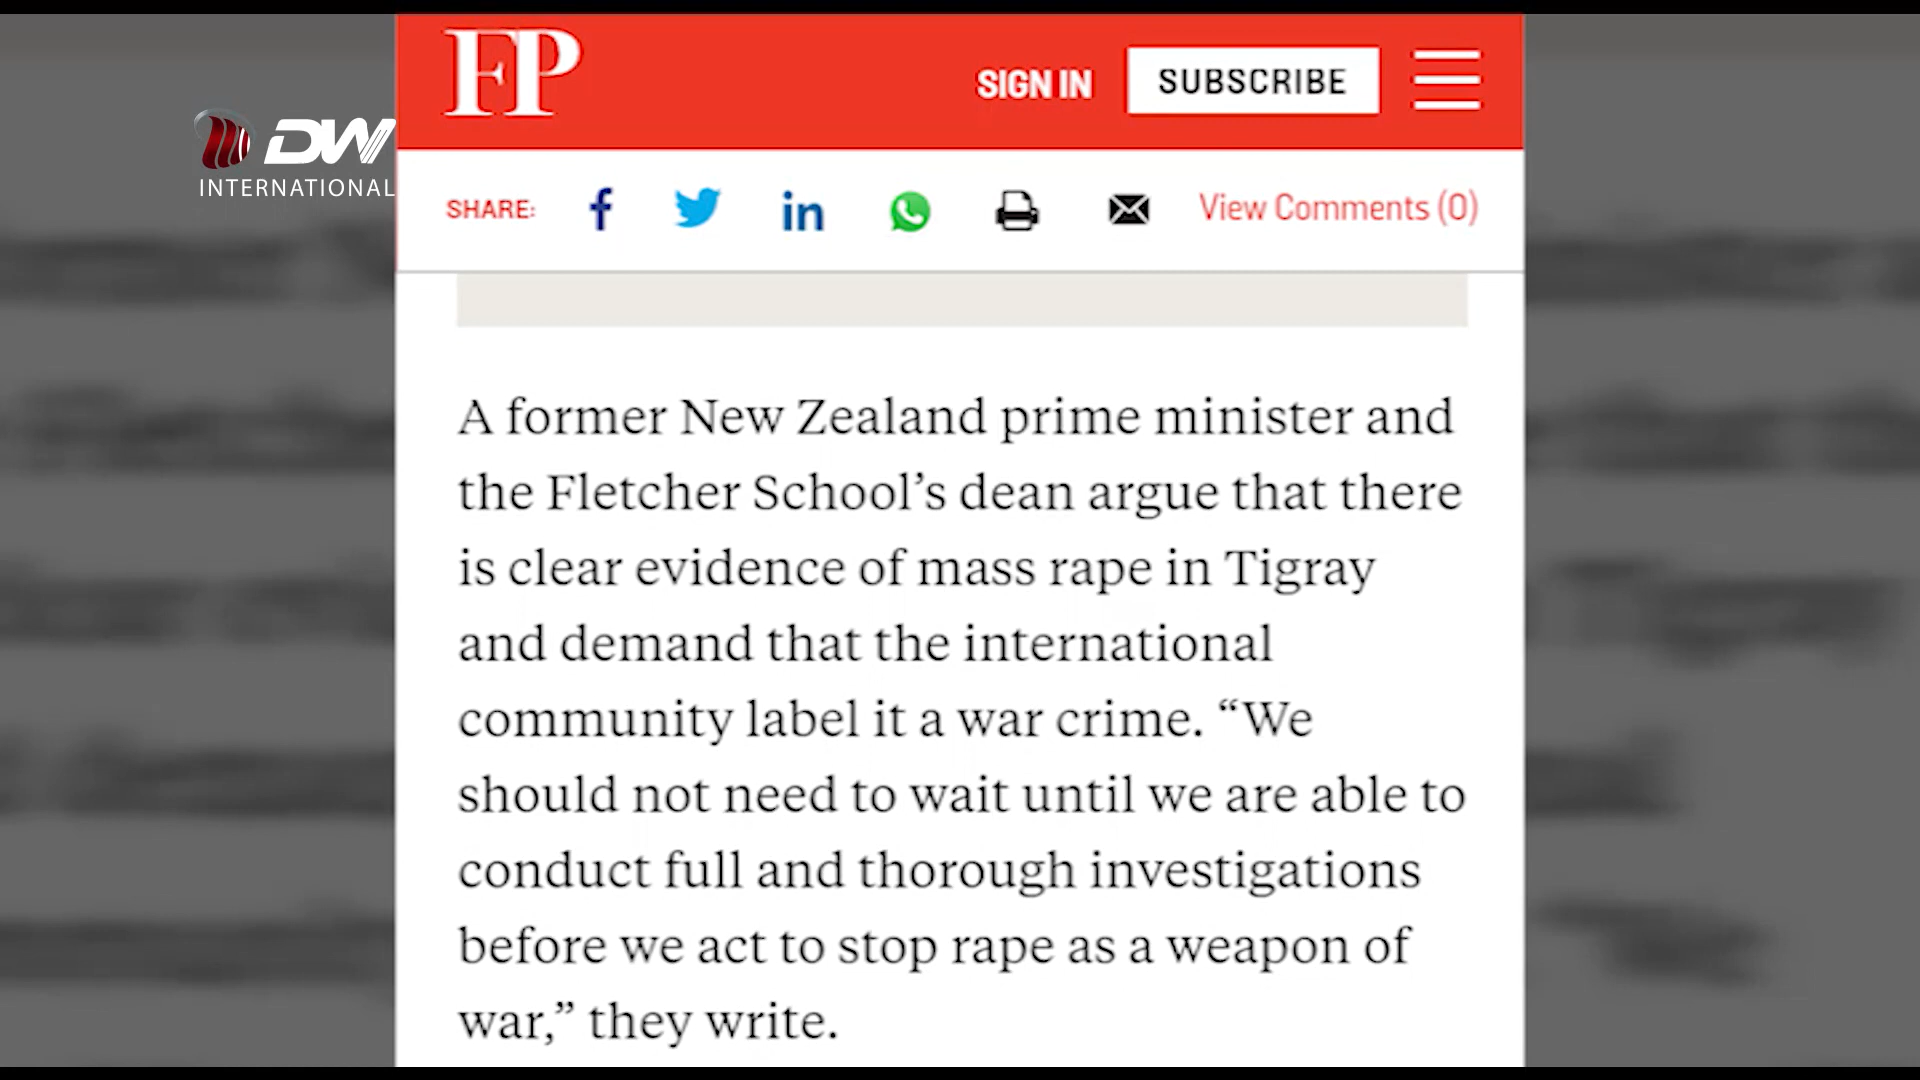 FP
SIGN IN
SUBSCRIBE
DW
INTERNATIONAL
SHARE:
View Comments (0)
A former New Zealand prime minister and
the Fletcher School’s dean argue that there
is clear evidence of mass rape in Tigray
and demand that the international
community label it a war crime. “We
should not need to wait until we are able to
conduct full and thorough investigations
before we act to stop rape as a weapon of
war,” they write.